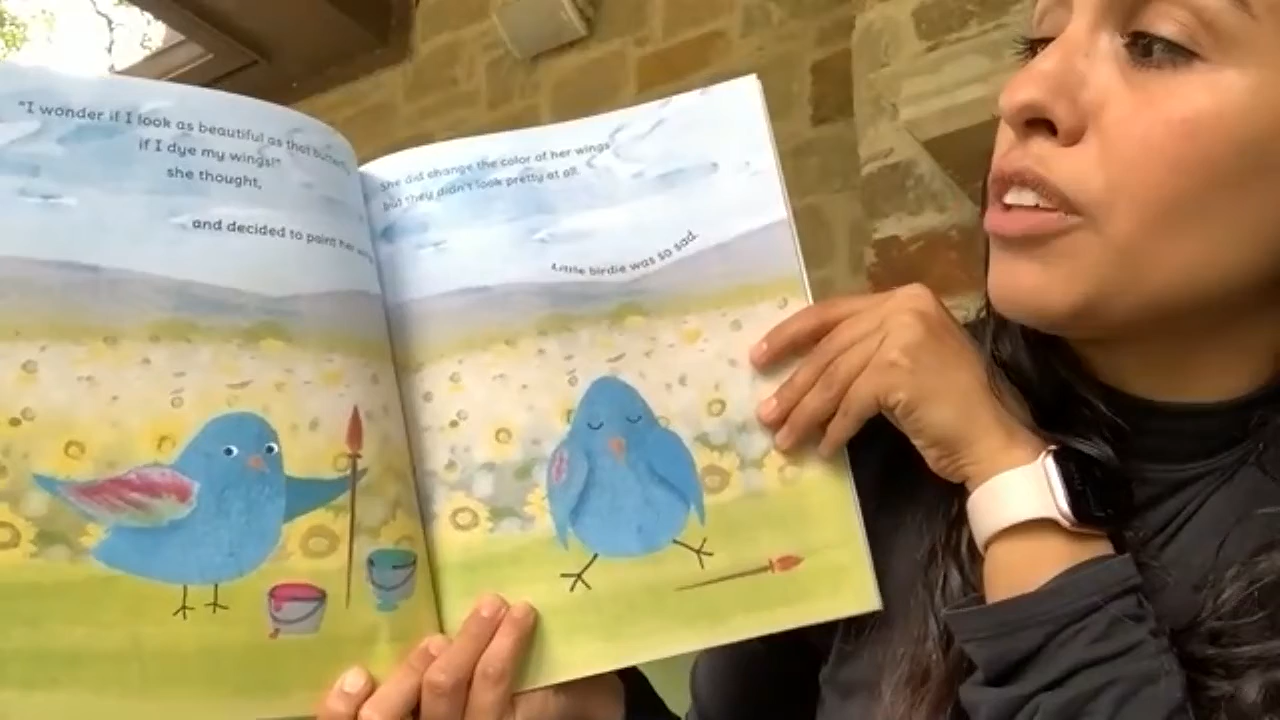 "I wonder if I look as beautiful as that
if I dye my wings!"
she thought,
and decided to paint her
She did change the color of her wings
but they didn't look pretty at all.
Little birdie was so sad.